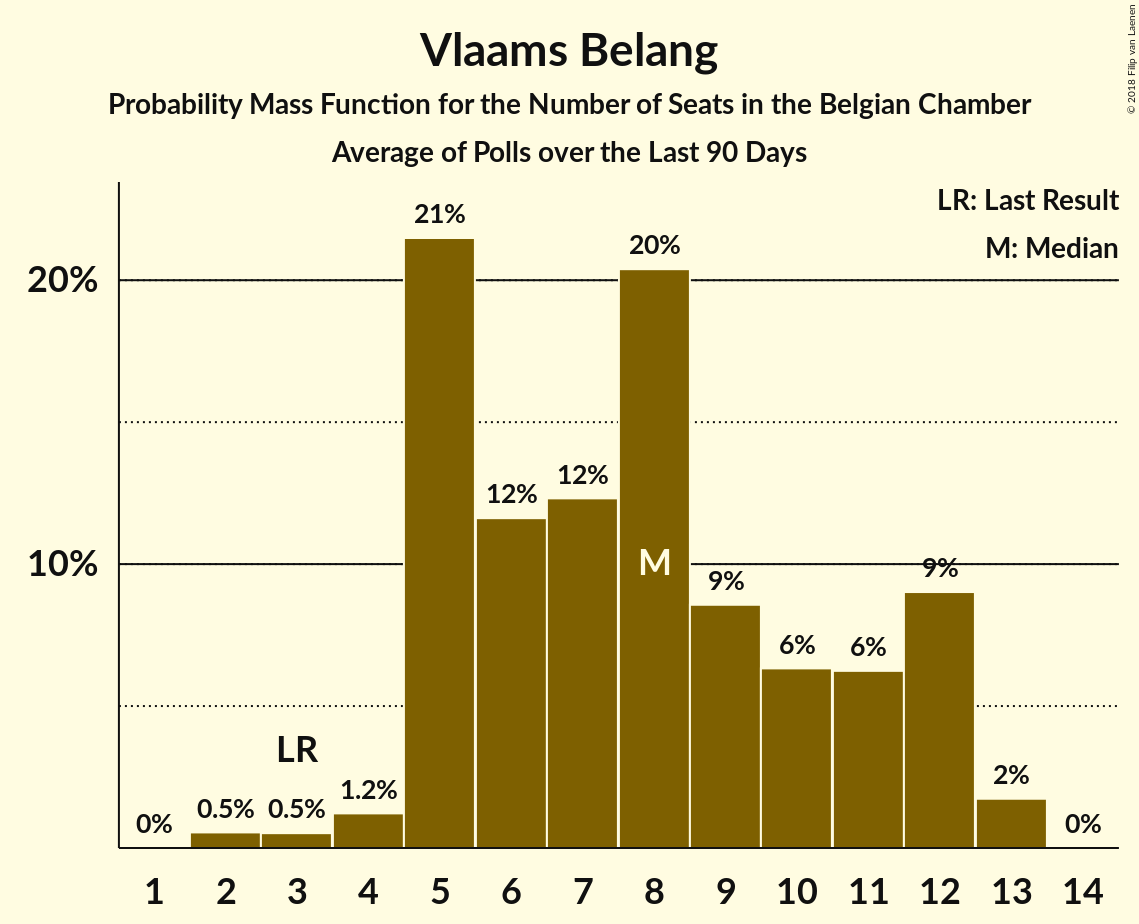 Vlaams Belang
Probability Mass Function for the Number of Seats in the Belgian Chamber
Average of Polls over the Last 90 Days
© 2018 Filip van Laenen
LR: Last Result
M: Median
21%
20%
20%
12%
12%
M
10%
9%
9%
6%
6%
LR
2%
1.2%
0.5%
0.5%
0%
0%
1 2 3 4 5 6 7 8 9 10 11 12 13 14